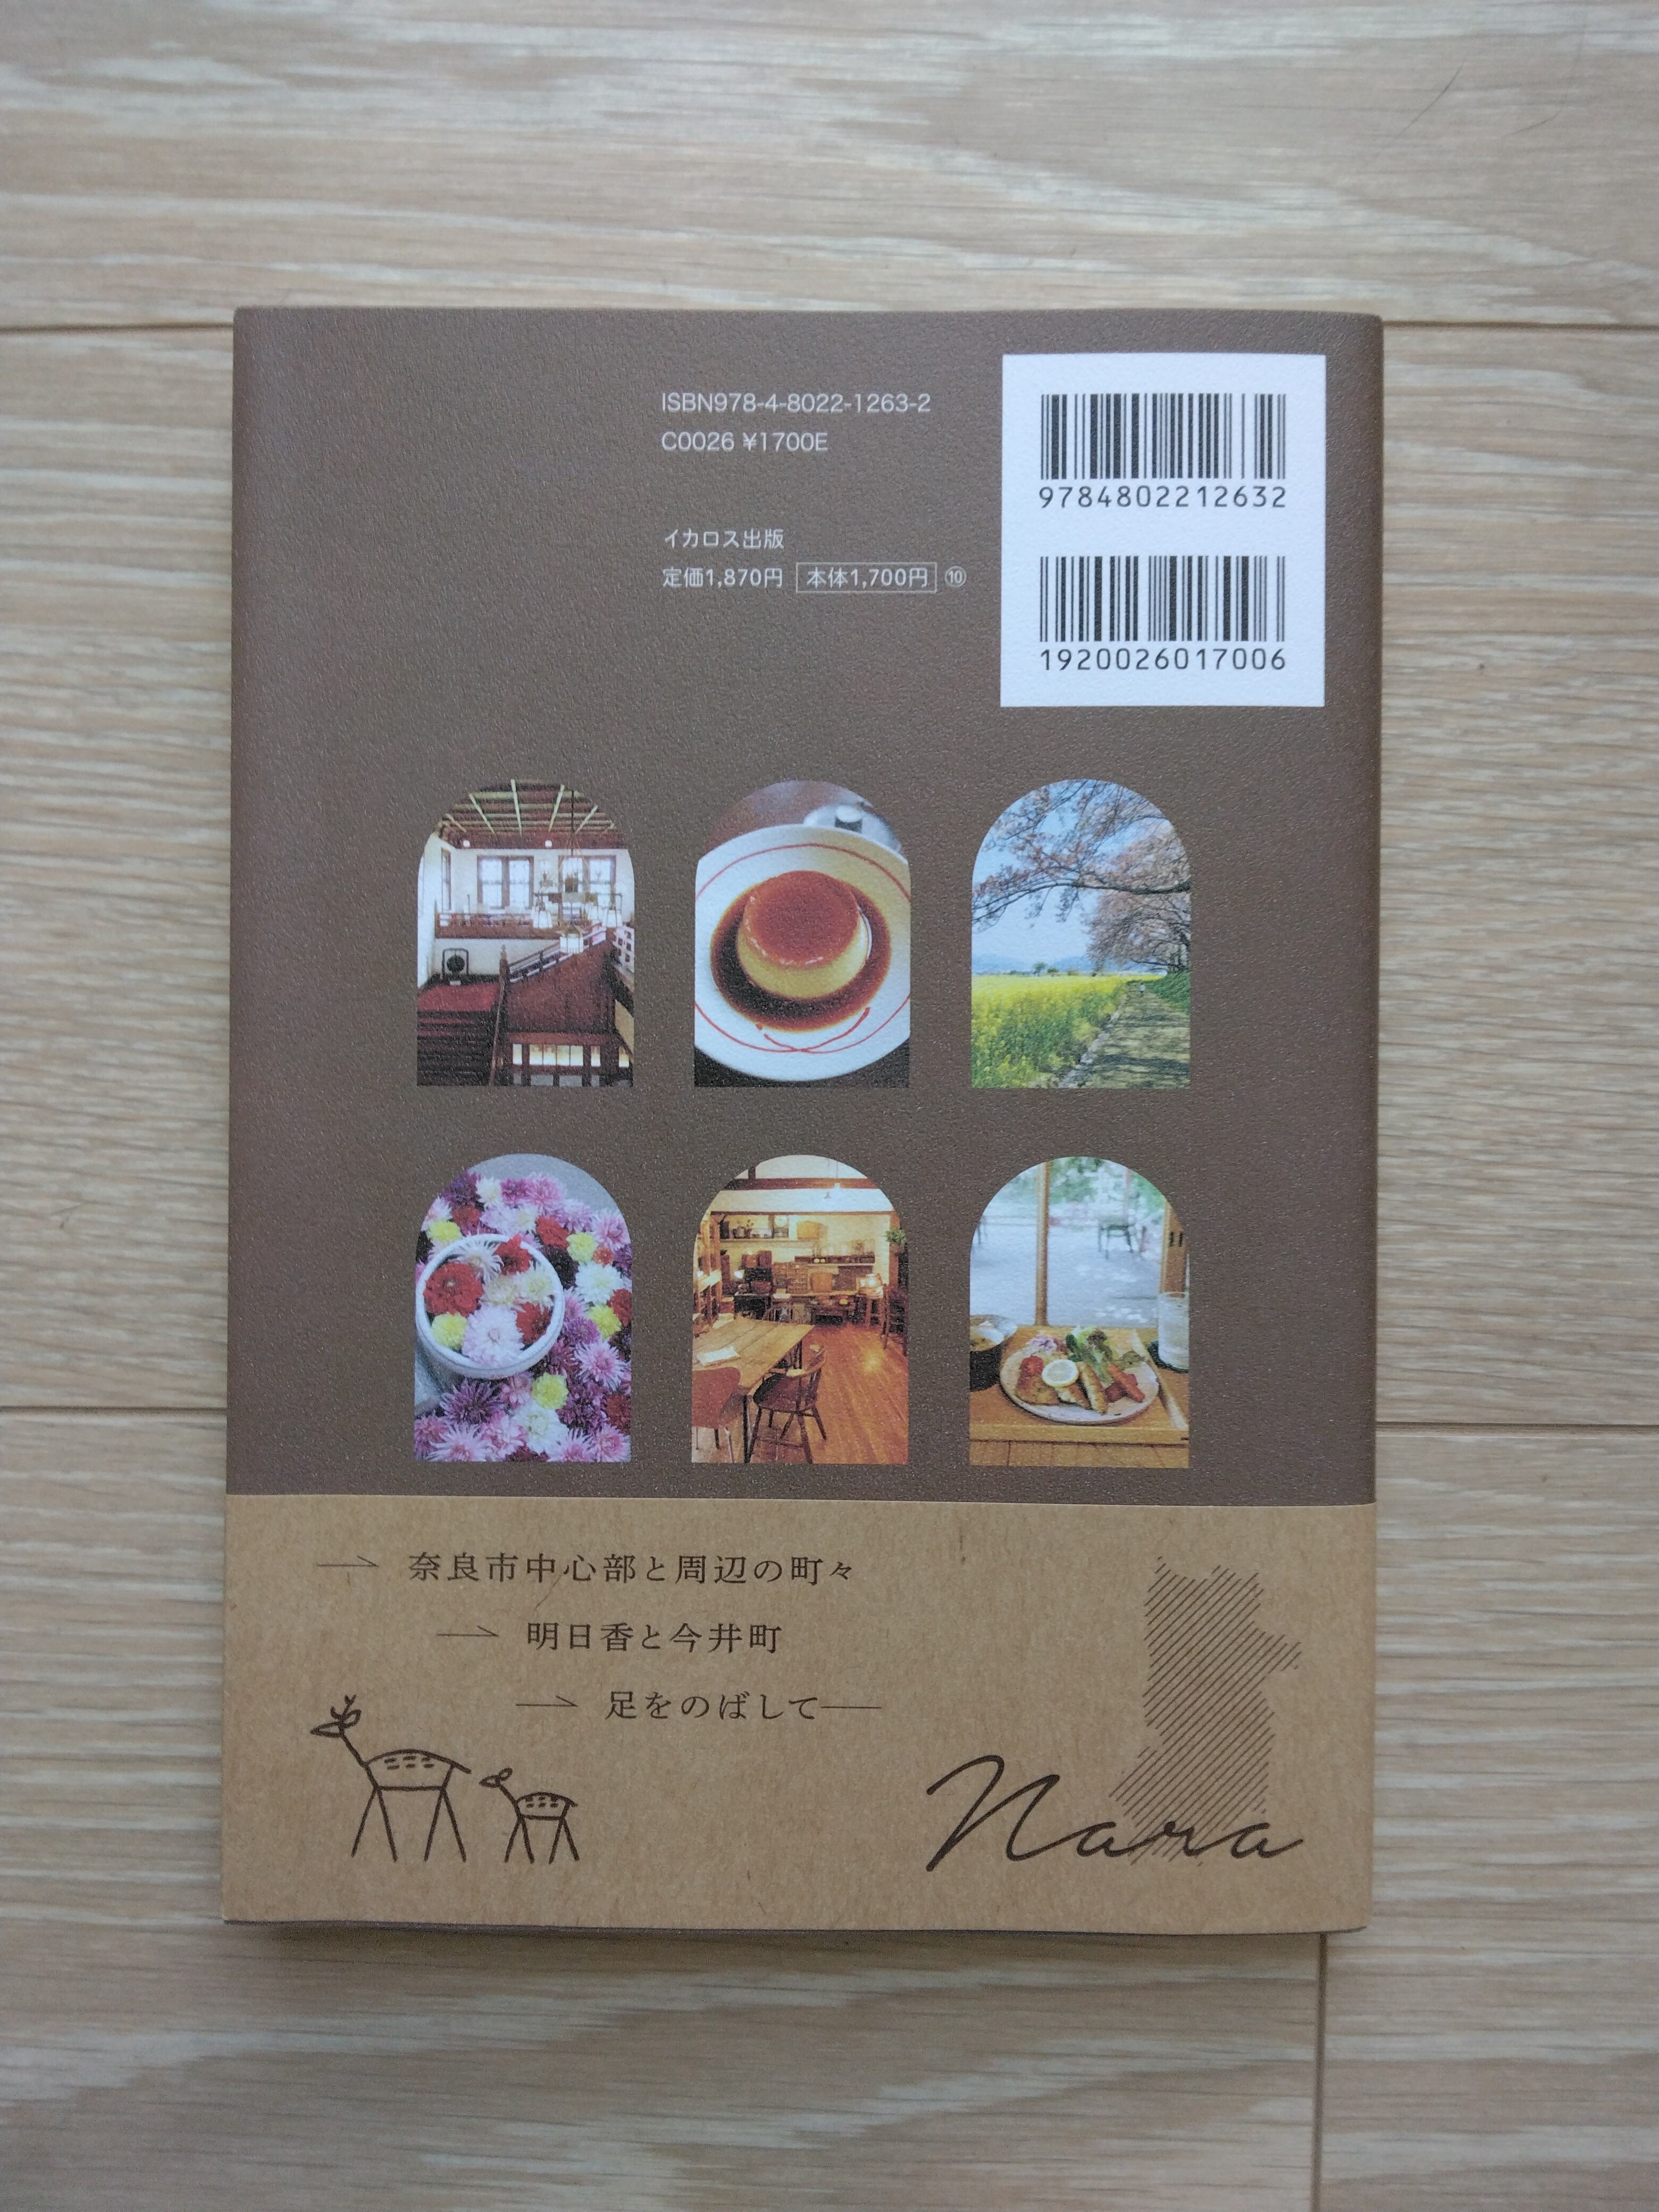 ISBN978-4-8022-1263-2
C0026 ¥1700E
イカロス出版
定価1,870円 本体1,700円 ⑩
9784802212632
1920026017006
奈良市中心部と周辺の町々
明日香と今井町
足をのばして──
Nara